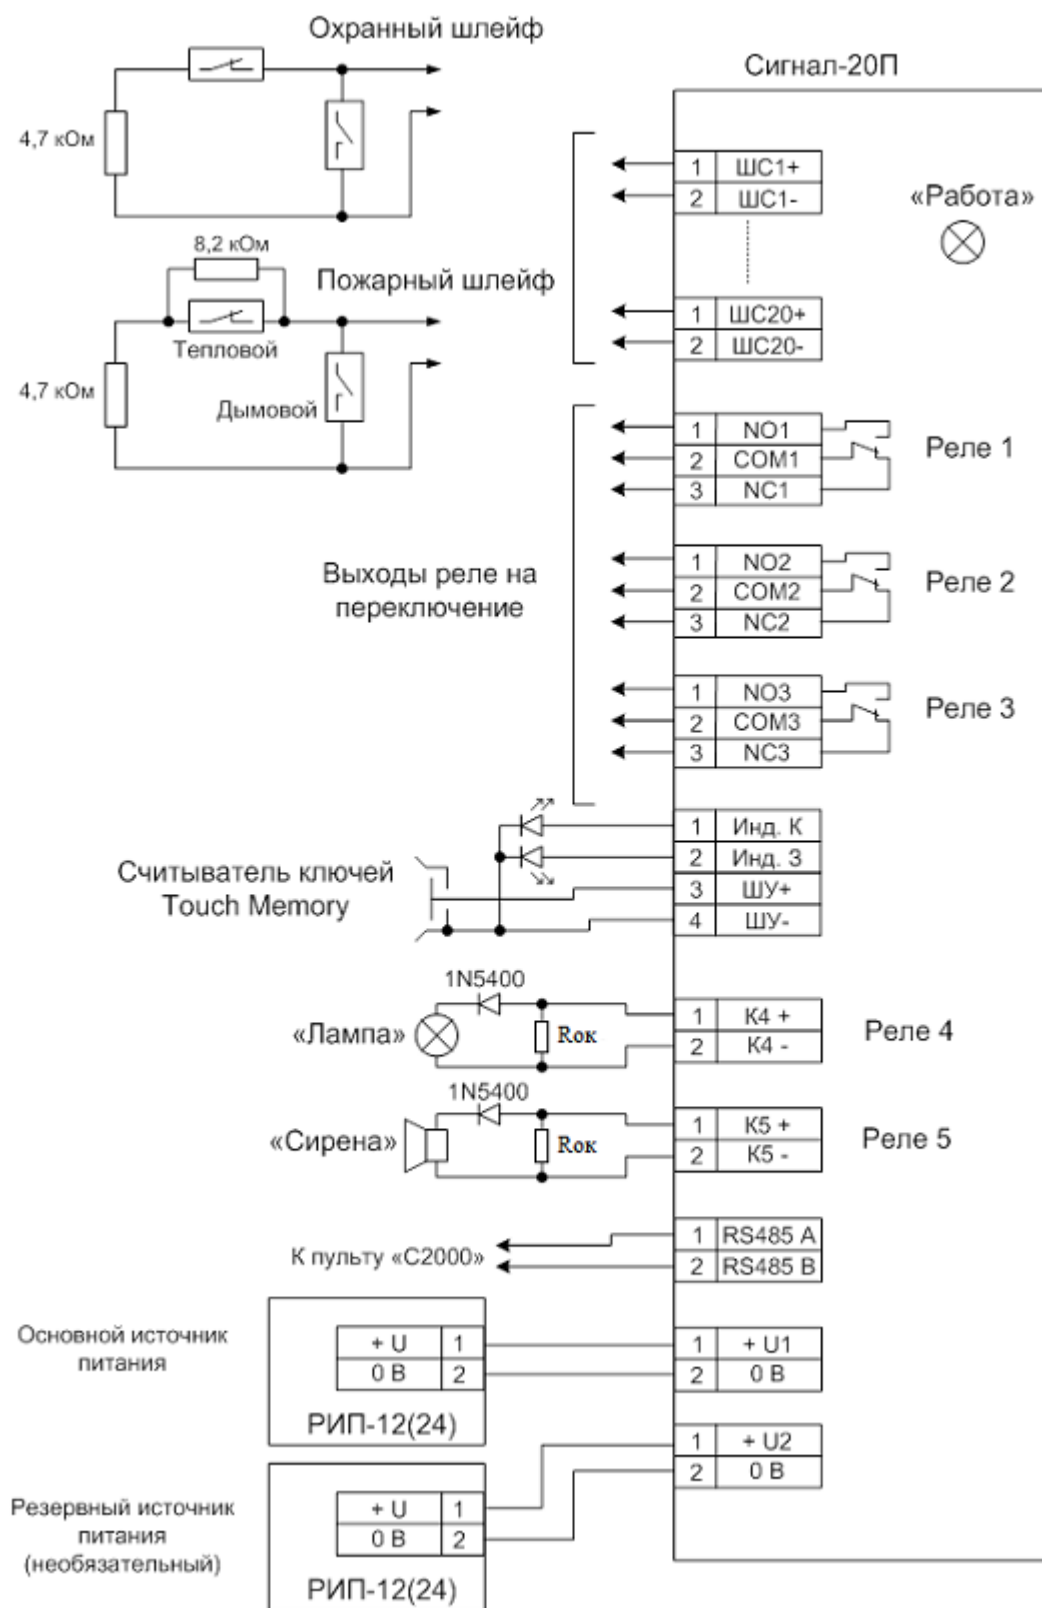 Охранный шлейф
4,7 кОм
8,2 кОм
Пожарный шлейф
Тепловой
4,7 кОм
Дымовой
Сигнал-20П
1 ШС1+
2 ШС1-
«Работа»
1 ШС20+
2 ШС20-
1 NO1
2 COM1
3 NC1
Реле 1
Выходы реле на
переключение
1 NO2
2 COM2
3 NC2
Реле 2
1 NO3
2 COM3
3 NC3
Реле 3
Считыватель ключей
Touch Memory
1 Инд. К
2 Инд. З
3 ШУ+
4 ШУ-
1N5400
«Лампа»
Rок
1 К4 +
2 К4 -
Реле 4
1N5400
«Сирена»
Rок
1 К5 +
2 К5 -
Реле 5
К пульту «С2000»
1 RS485 A
2 RS485 B
Основной источник
питания
+ U 1
0 В 2
РИП-12(24)
1 + U1
2 0 В
1 + U2
2 0 В
Резервный источник
питания
(необязательный)
+ U 1
0 В 2
РИП-12(24)